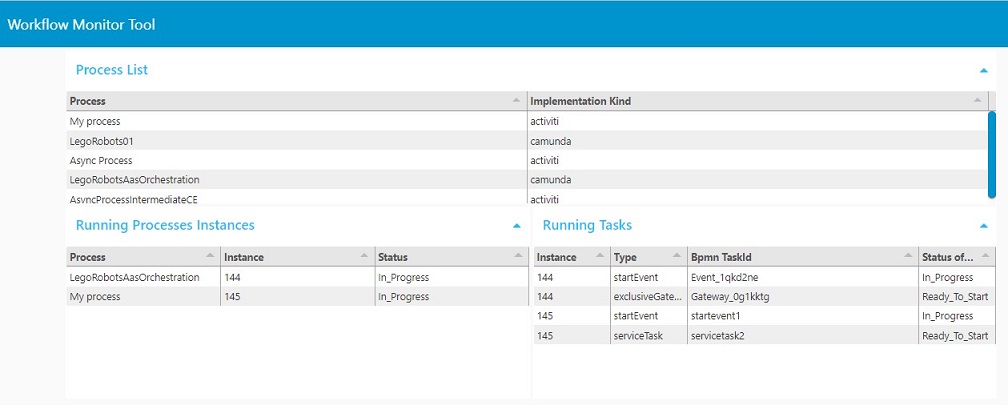 Workflow Monitor Tool
Process List
Process Implementation Kind
My process activiti
LegoRobots01 camunda
Async Process activiti
LegoRobotsAasOrchestration camunda
AsyncProcessIntermediateCE activiti
Running Processes Instances
Process Instance Status
LegoRobotsAasOrchestration 144 In_Progress
My process 145 In_Progress
Running Tasks
Instance Type Bpmn TaskId Status of...
144 startEvent Event_1qkd2ne In_Progress
144 exclusiveGate... Gateway_0g1kktg Ready_To_Start
145 startEvent startevent1 In_Progress
145 serviceTask servicetask2 Ready_To_Start